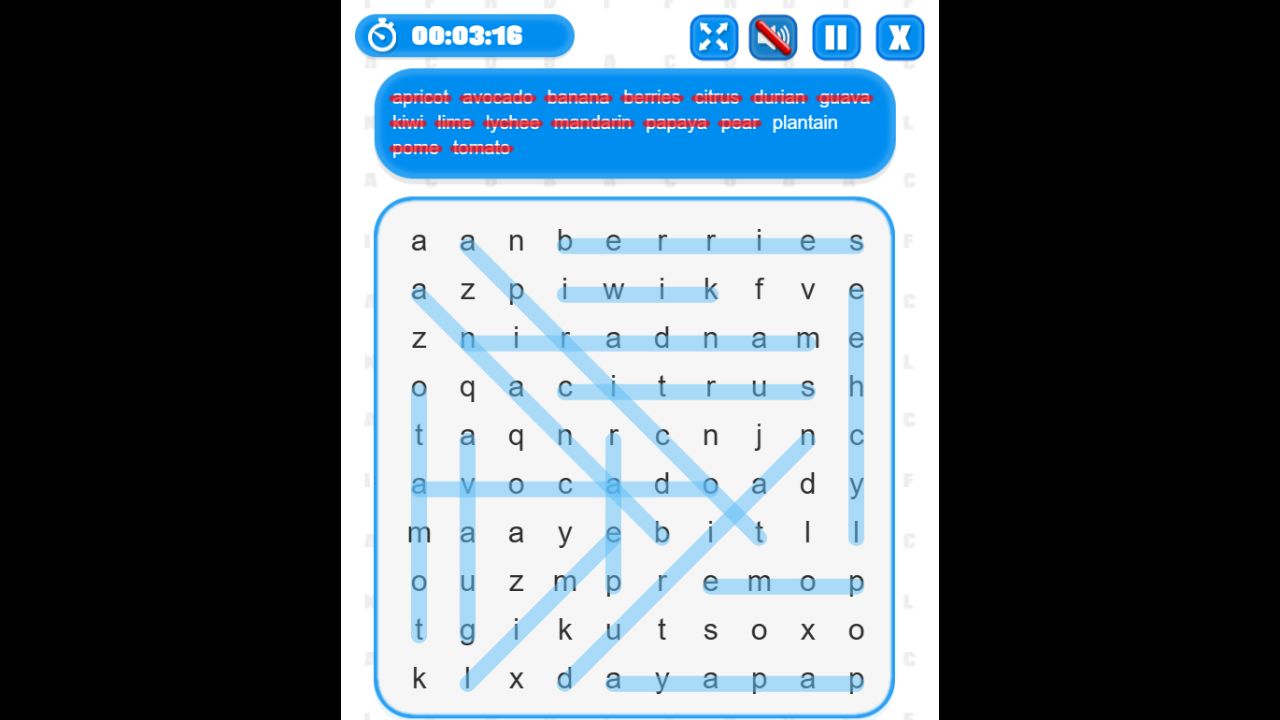 00:03:16 X
apricot avocado banana berries citrus durian guava
kiwi lime lychee mandarin papaya pear plantain
pome tomato
a a n b e r r i e s
a z p i w i k f v e
z n i r a d n a m e
o q a c i t r u s h
t a q n r c n j n c
a v o c a d o a d y
m a a y e b i t l l
o u z m p r e m o p
t g i k u t s o x o
k l x d a y a p a p